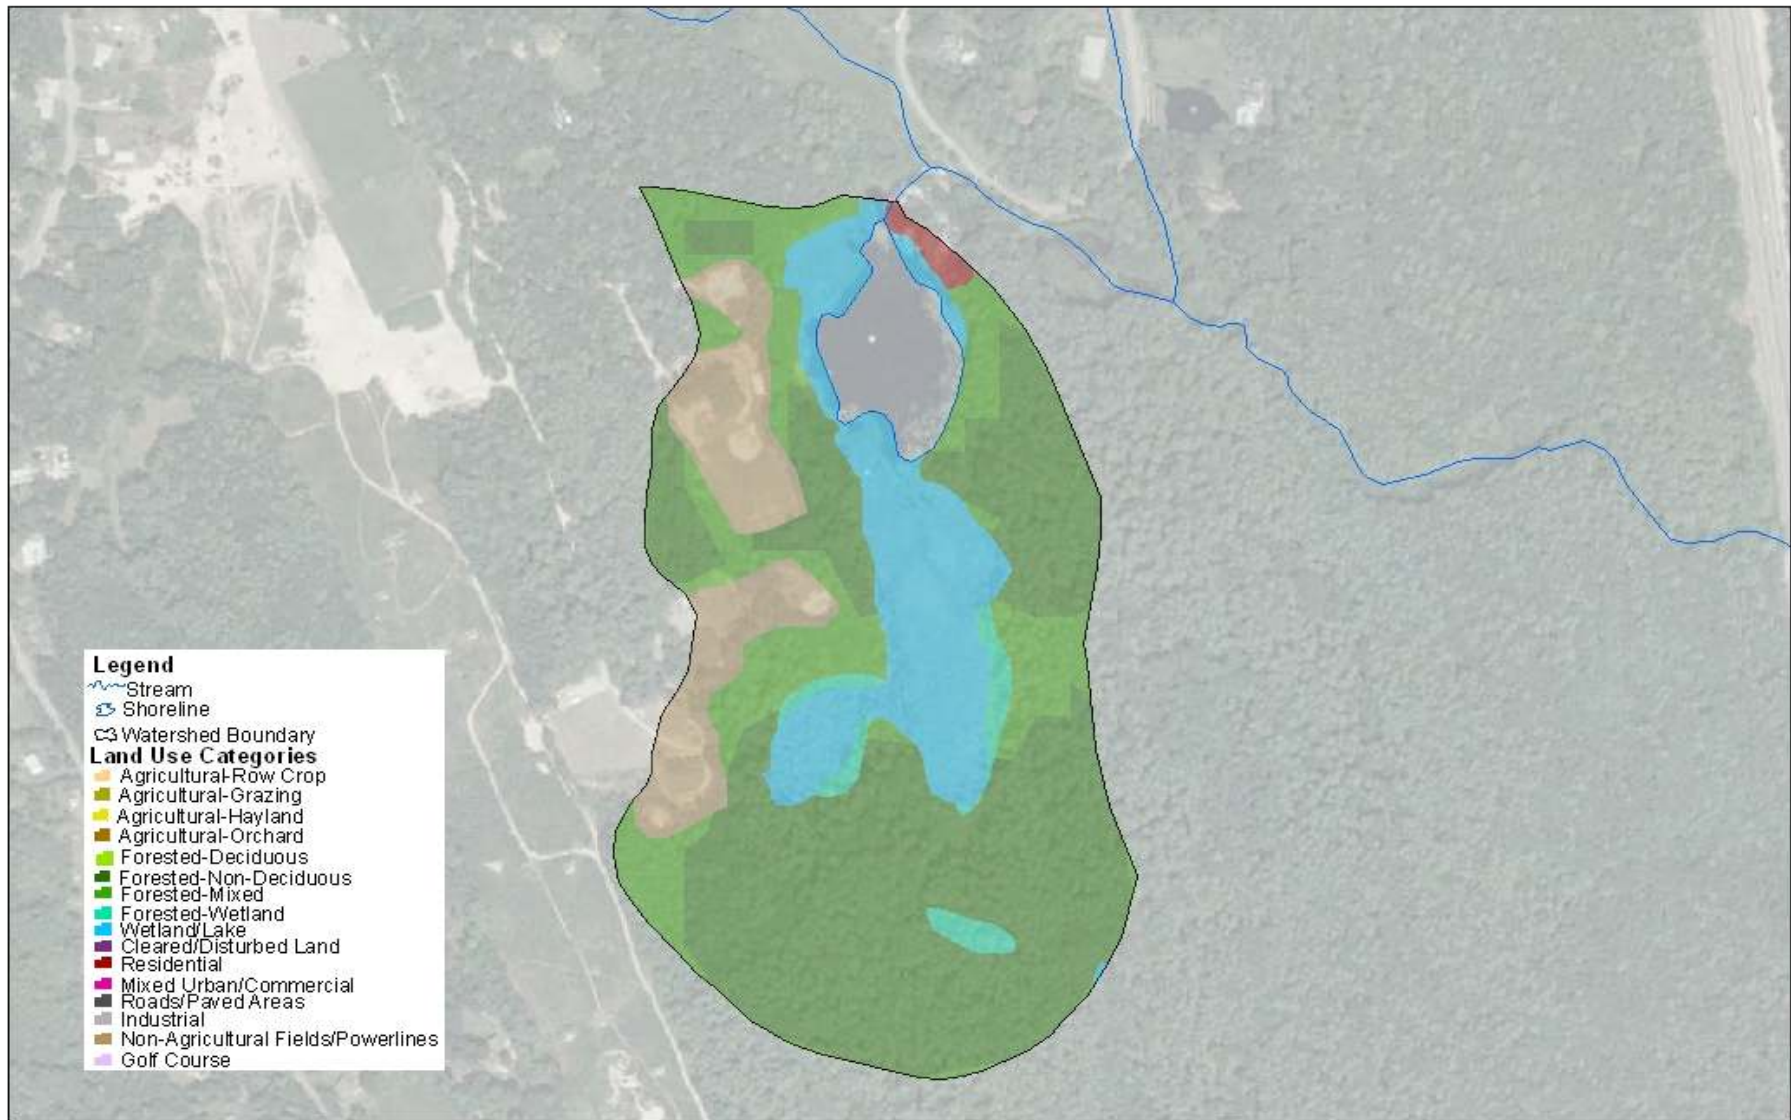 Legend
Stream
Shoreline
Watershed Boundary
Land Use Categories
Agricultural-Row Crop
Agricultural-Grazing
Agricultural-Hayland
Agricultural-Orchard
Forested-Deciduous
Forested-Non-Deciduous
Forested-Mixed
Forested-Wetland
Wetland/Lake
Cleared/Disturbed Land
Residential
Mixed Urban/Commercial
Roads/Paved Areas
Industrial
Non-Agricultural Fields/Powerlines
Golf Course